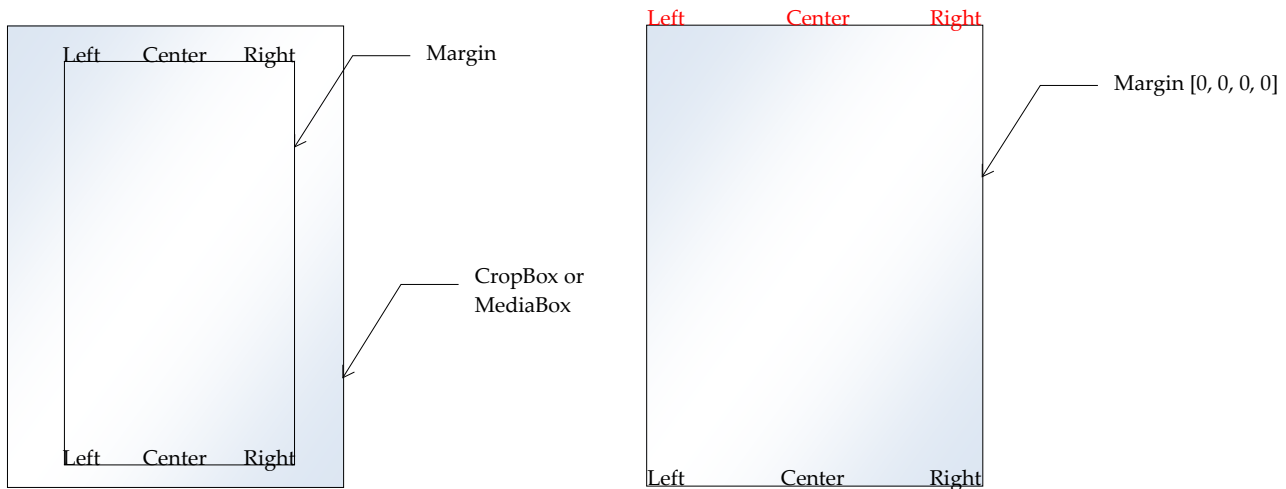 Left Center Right
Margin
CropBox or
MediaBox
Left Center Right
Left Center Right
Margin [0, 0, 0, 0]
Left Center Right